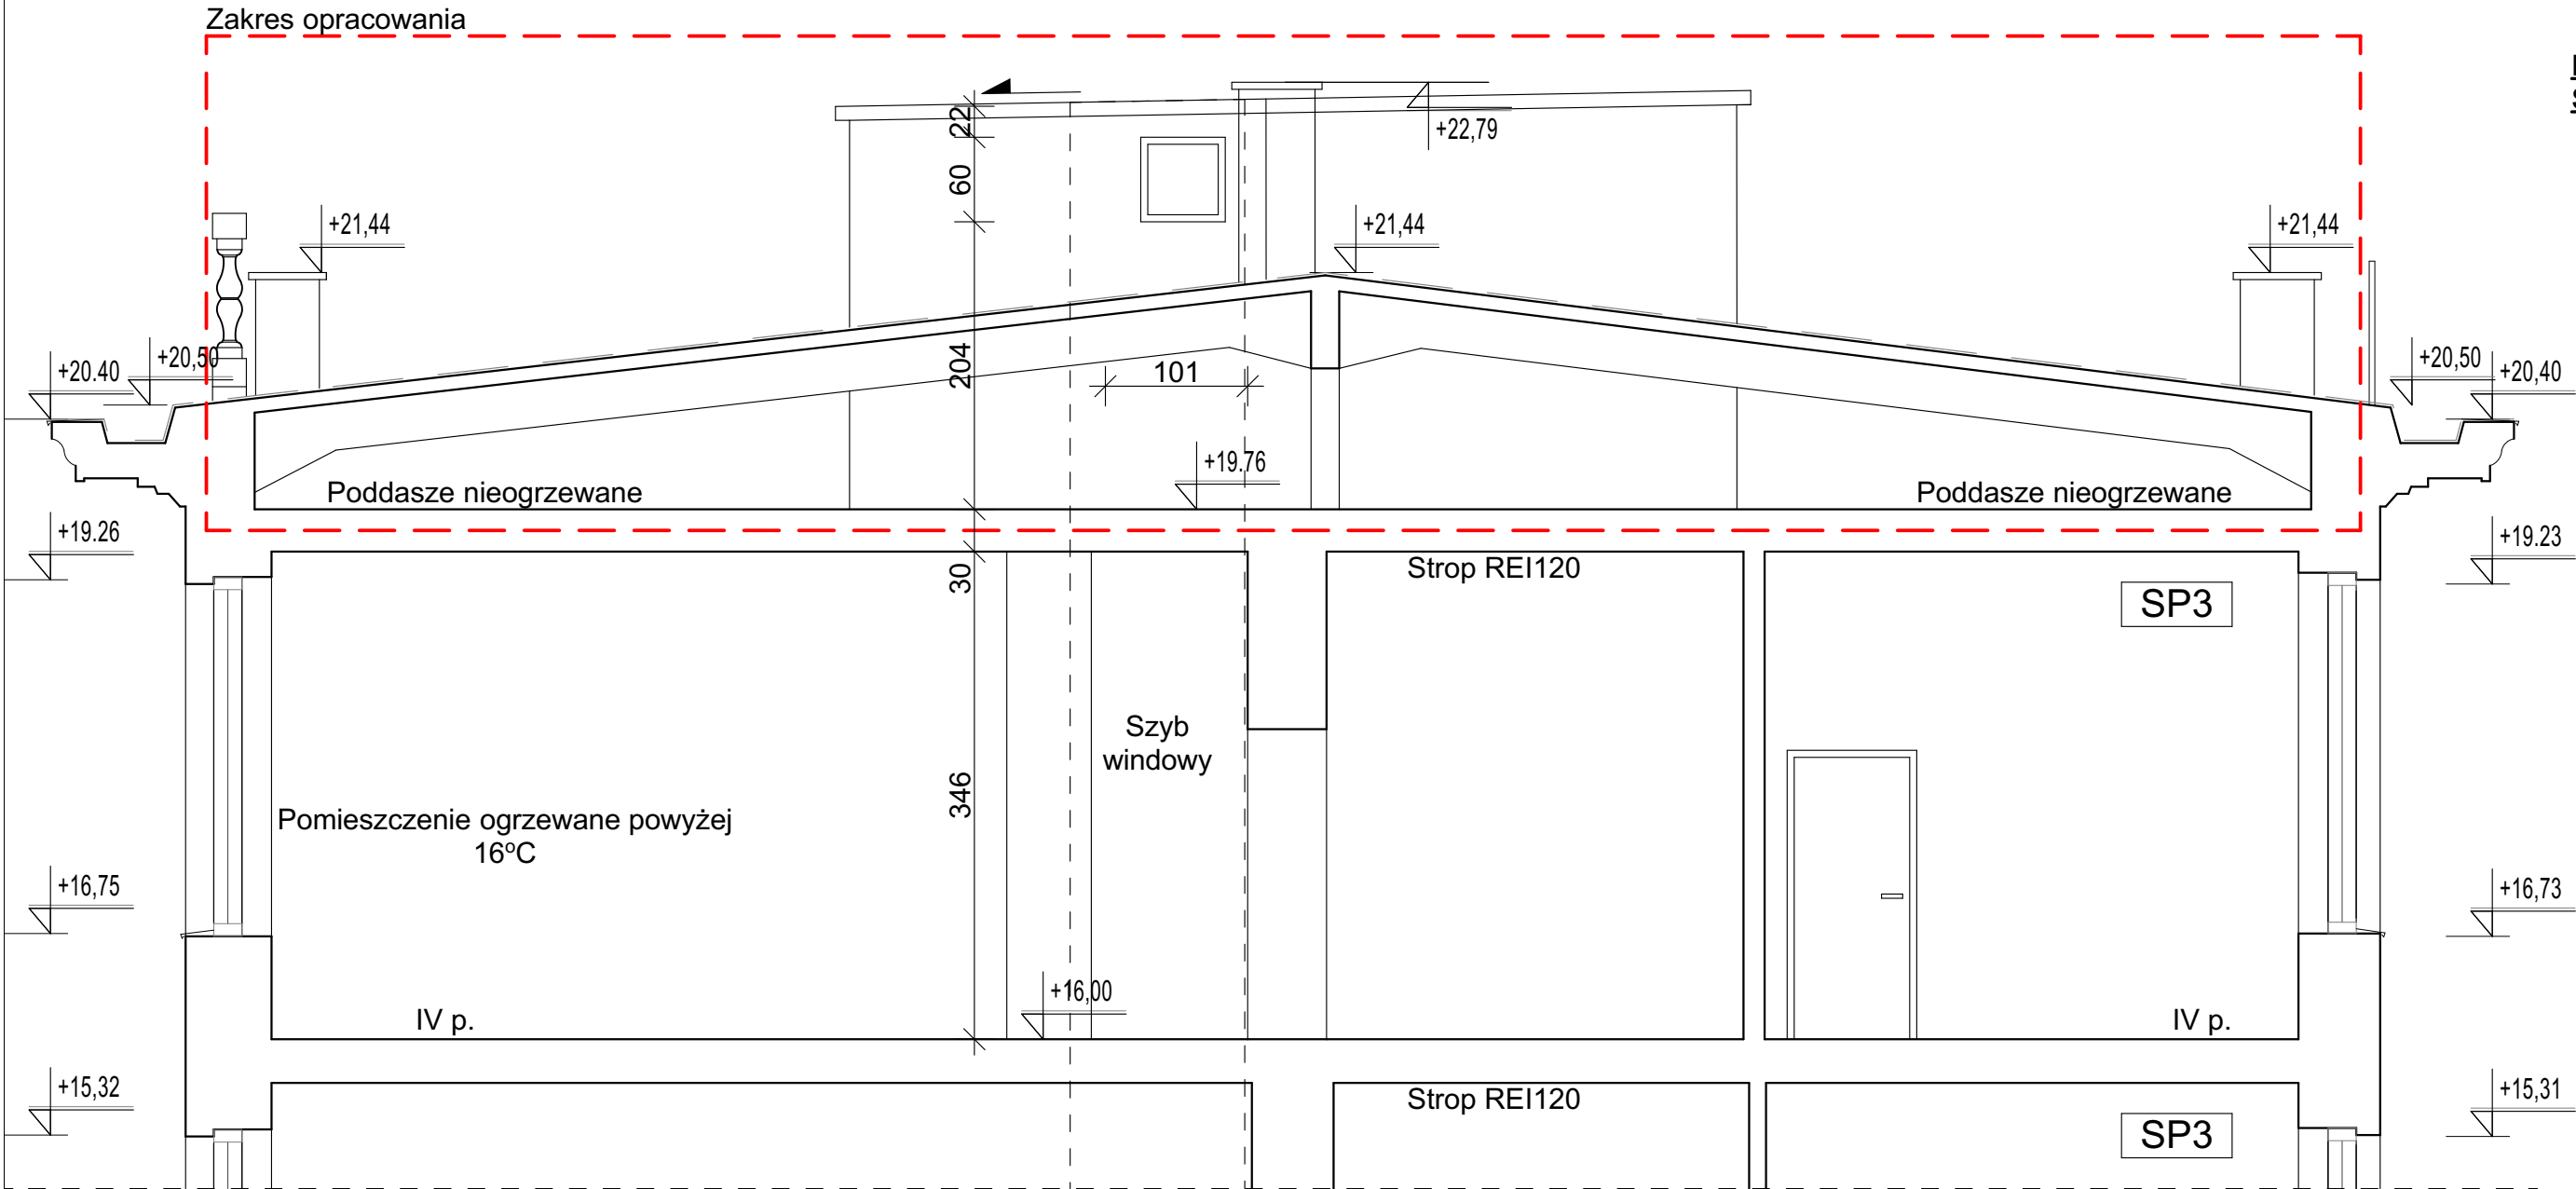 Zakres opracowania
22
+22,79
60
+21,44
+21,44
+21,44
+20.40
+20,50
204
101
+20,50
+20,40
+19.76
Poddasze nieogrzewane
Poddasze nieogrzewane
+19.26
+19.23
30
Strop REI120
SP3
Szyb
windowy
346
Pomieszczenie ogrzewane powyżej
16°C
+16,75
+16,73
+16,00
IV p.
IV p.
+15,32
+15,31
Strop REI120
SP3